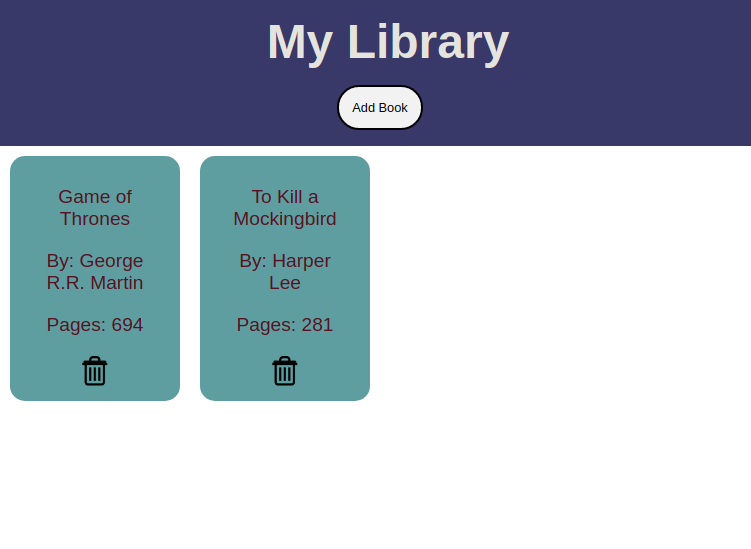 My Library
Add Book
Game of
Thrones
By: George
R.R. Martin
Pages: 694
To Kill a
Mockingbird
By: Harper
Lee
Pages: 281